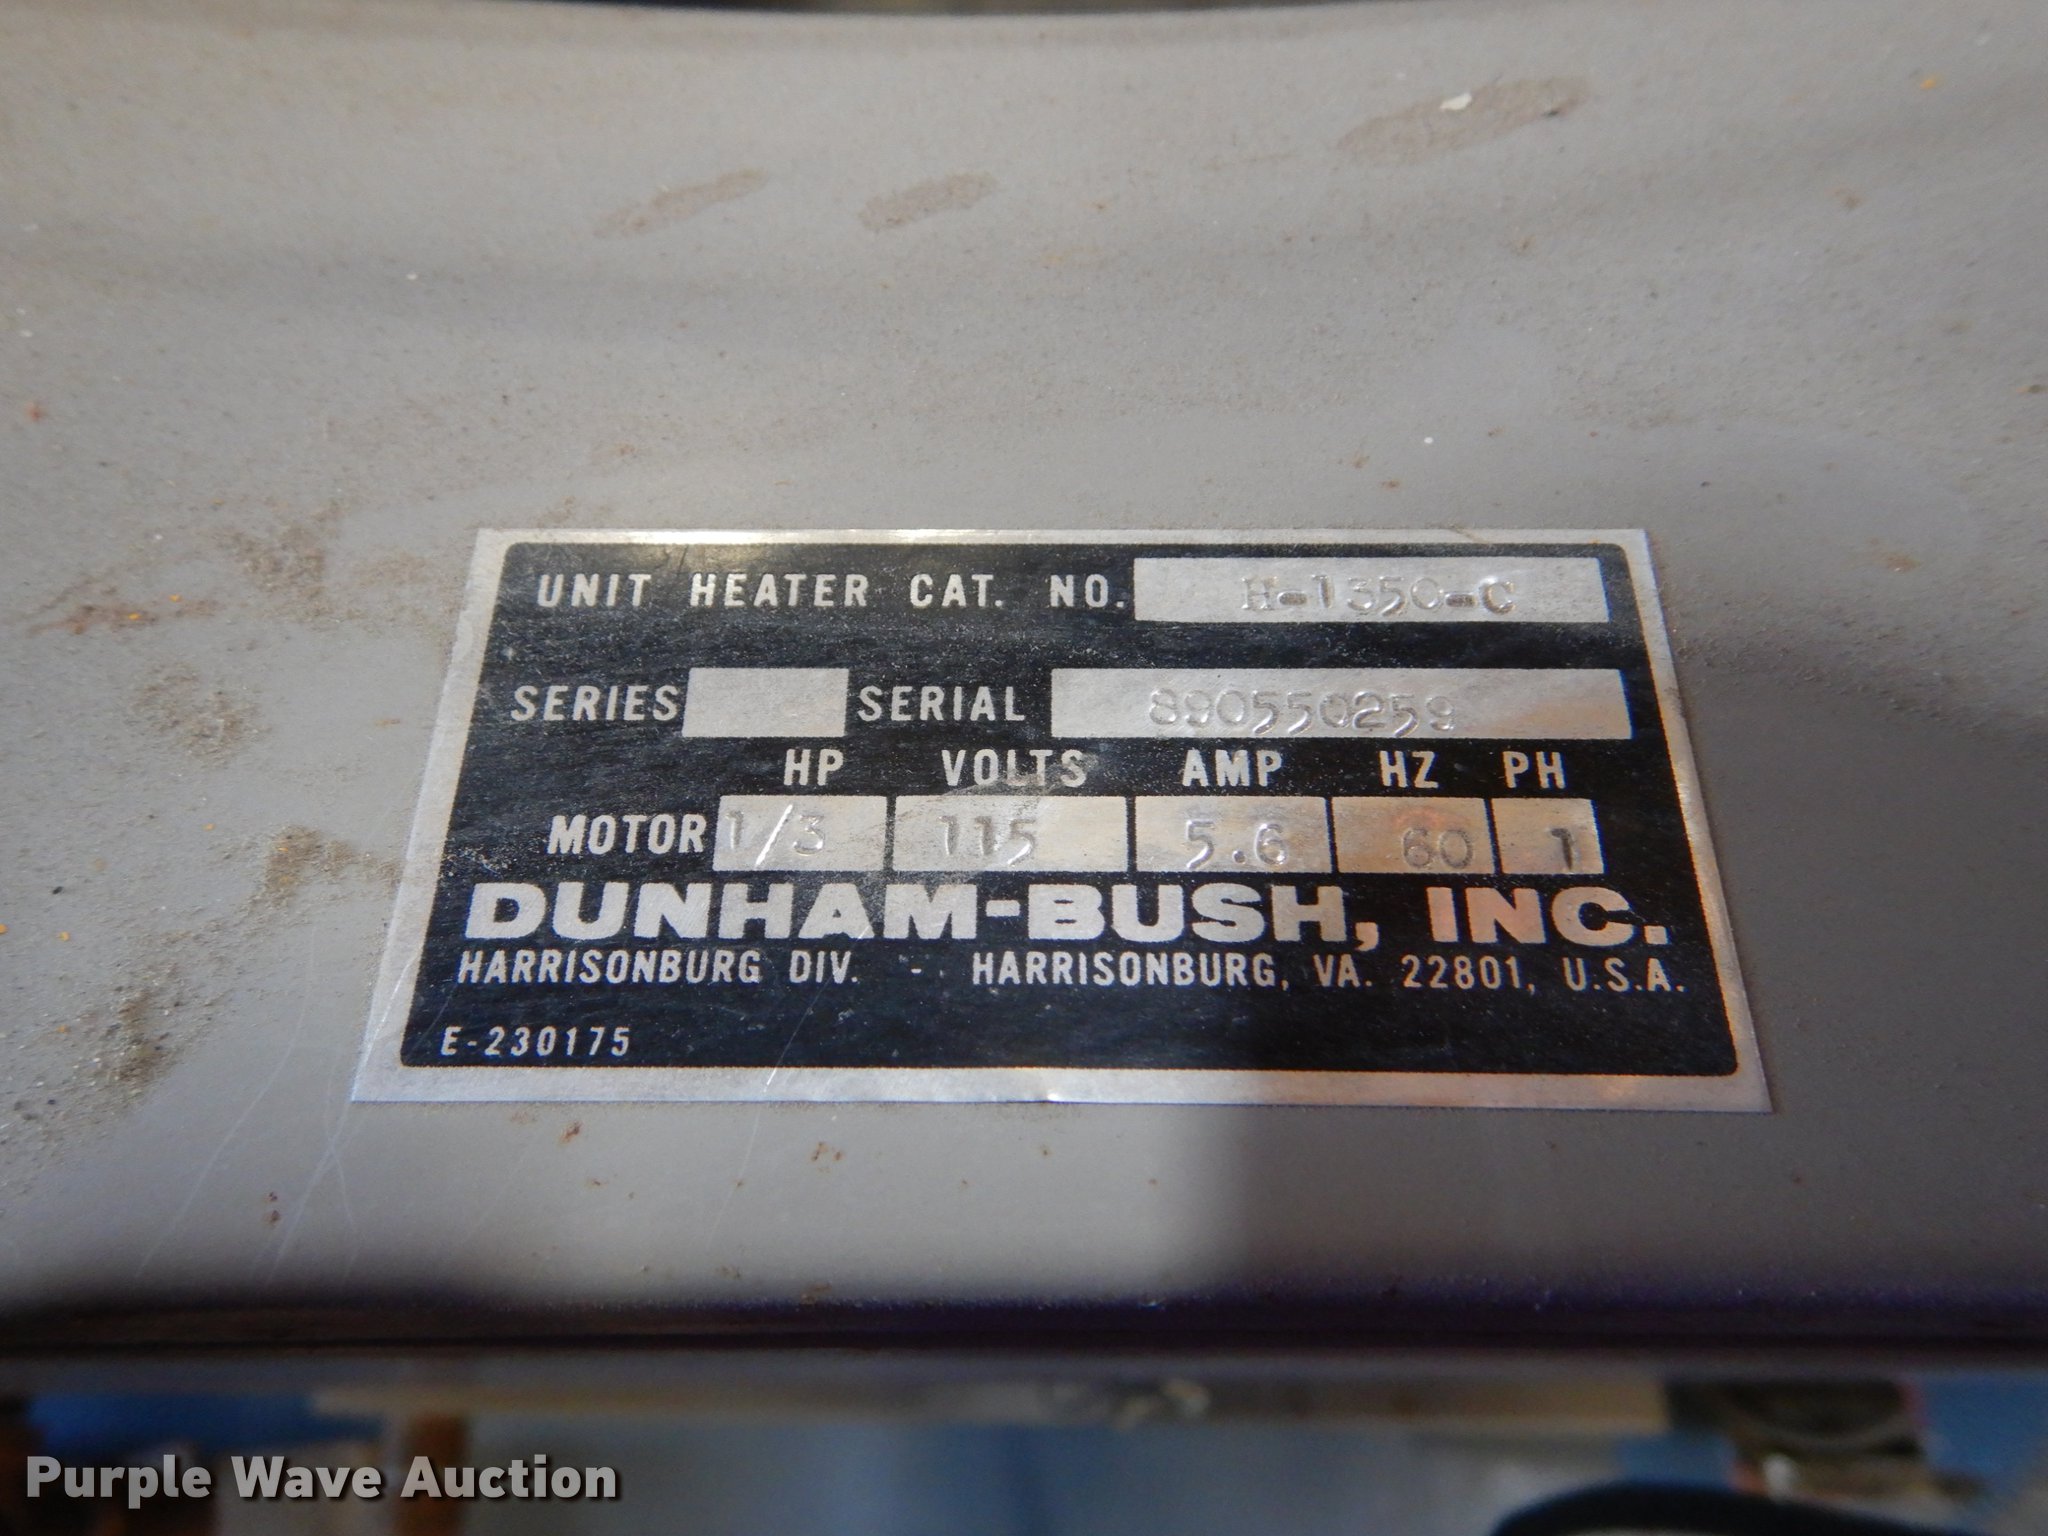 UNIT HEATER CAT. NO. H-1350-C
SERIES SERIAL 890550259
HP VOLTS AMP HZ PH
MOTOR 1/3 115 5.6 60 1
DUNHAM-BUSH, INC.
HARRISONBURG DIV. - HARRISONBURG, VA. 22801, U.S.A.
E-230175
Purple Wave Auction